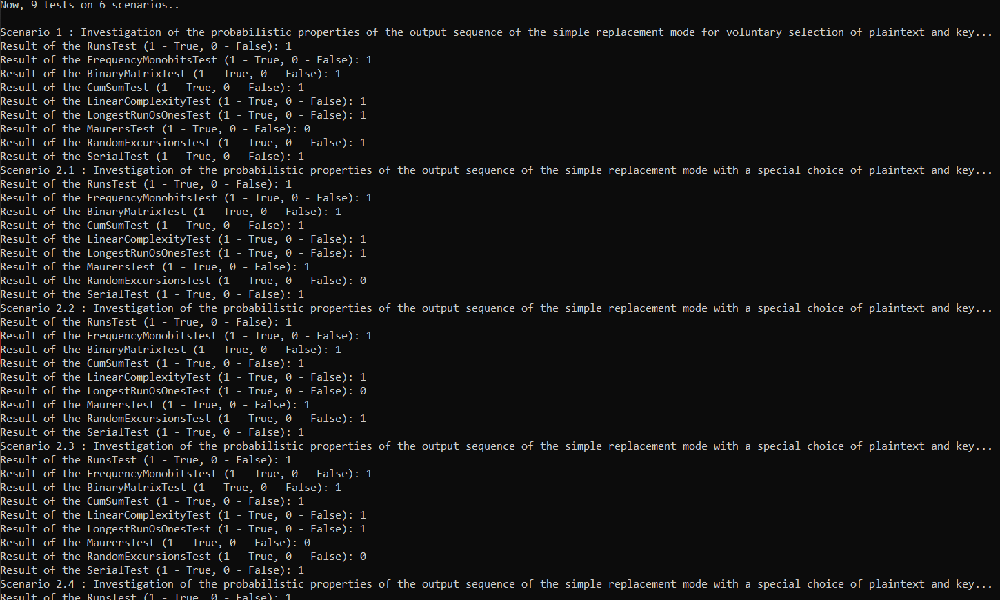 Now, 9 tests on 6 scenarios..
Scenario 1 : Investigation of the probabilistic properties of the output sequence of the simple replacement mode for voluntary selection of plaintext and key...
Result of the RunsTest (1 - True, 0 - False): 1
Result of the FrequencyMonobitsTest (1 - True, 0 - False): 1
Result of the BinaryMatrixTest (1 - True, 0 - False): 1
Result of the CumSumTest (1 - True, 0 - False): 1
Result of the LinearComplexityTest (1 - True, 0 - False): 1
Result of the LongestRunOsOnesTest (1 - True, 0 - False): 1
Result of the MaurersTest (1 - True, 0 - False): 0
Result of the RandomExcursionsTest (1 - True, 0 - False): 1
Result of the SerialTest (1 - True, 0 - False): 1
Scenario 2.1 : Investigation of the probabilistic properties of the output sequence of the simple replacement mode with a special choice of plaintext and key...
Result of the RunsTest (1 - True, 0 - False): 1
Result of the FrequencyMonobitsTest (1 - True, 0 - False): 1
Result of the BinaryMatrixTest (1 - True, 0 - False): 1
Result of the CumSumTest (1 - True, 0 - False): 1
Result of the LinearComplexityTest (1 - True, 0 - False): 1
Result of the LongestRunOsOnesTest (1 - True, 0 - False): 1
Result of the MaurersTest (1 - True, 0 - False): 1
Result of the RandomExcursionsTest (1 - True, 0 - False): 0
Result of the SerialTest (1 - True, 0 - False): 1
Scenario 2.2 : Investigation of the probabilistic properties of the output sequence of the simple replacement mode with a special choice of plaintext and key...
Result of the RunsTest (1 - True, 0 - False): 1
Result of the FrequencyMonobitsTest (1 - True, 0 - False): 1
Result of the BinaryMatrixTest (1 - True, 0 - False): 1
Result of the CumSumTest (1 - True, 0 - False): 1
Result of the LinearComplexityTest (1 - True, 0 - False): 1
Result of the LongestRunOsOnesTest (1 - True, 0 - False): 0
Result of the MaurersTest (1 - True, 0 - False): 1
Result of the RandomExcursionsTest (1 - True, 0 - False): 1
Result of the SerialTest (1 - True, 0 - False): 1
Scenario 2.3 : Investigation of the probabilistic properties of the output sequence of the simple replacement mode with a special choice of plaintext and key...
Result of the RunsTest (1 - True, 0 - False): 1
Result of the FrequencyMonobitsTest (1 - True, 0 - False): 1
Result of the BinaryMatrixTest (1 - True, 0 - False): 1
Result of the CumSumTest (1 - True, 0 - False): 1
Result of the LinearComplexityTest (1 - True, 0 - False): 1
Result of the LongestRunOsOnesTest (1 - True, 0 - False): 1
Result of the MaurersTest (1 - True, 0 - False): 0
Result of the RandomExcursionsTest (1 - True, 0 - False): 0
Result of the SerialTest (1 - True, 0 - False): 1
Scenario 2.4 : Investigation of the probabilistic properties of the output sequence of the simple replacement mode with a special choice of plaintext and key...
Result of the RunsTest (1 - True, 0 - False): 1